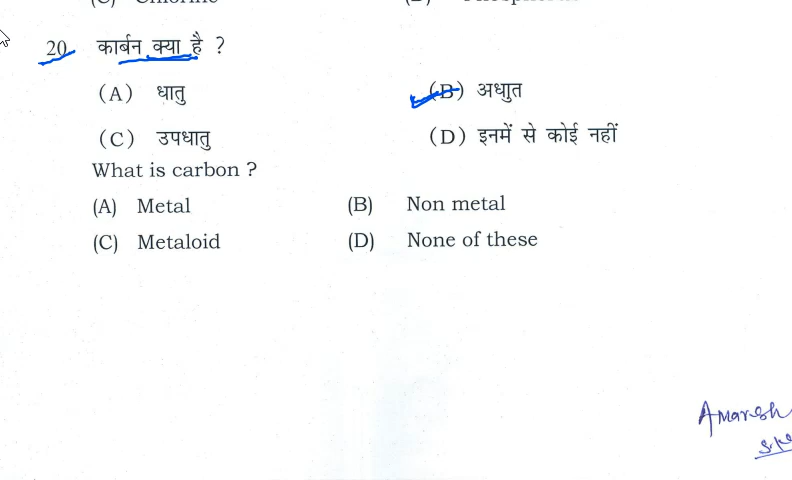 20. कार्बन क्या है ?
(A) धातु (B) अधाुत
(C) उपधातु (D) इनमें से कोई नहीं
What is carbon ?
(A) Metal (B) Non metal
(C) Metaloid (D) None of these
Amaresh